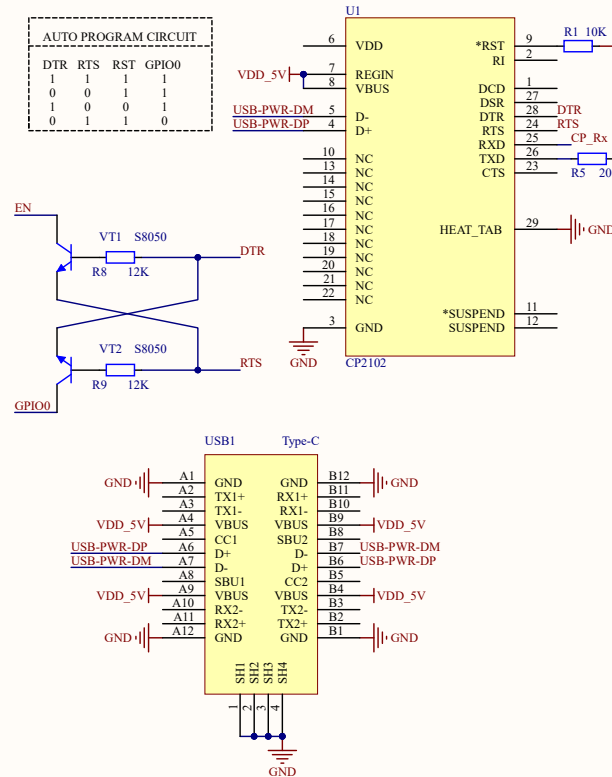 AUTO PROGRAM CIRCUIT
DTR RTS RST GPIO0
1 1 1 1
0 0 1 1
1 0 0 1
0 1 1 0
U1
6 VDD
7 REGIN
8 VBUS
VDD_5V
USB-PWR-DM 5 D-
USB-PWR-DP 4 D+
10 NC
13 NC
14 NC
15 NC
16 NC
17 NC
18 NC
19 NC
20 NC
21 NC
22 NC
3 GND
GND
*RST 9 R1 10K
RI 2
DCD 1
DSR 27
DTR 28 DTR
RTS 24 RTS
RXD 25 CP_Rx
TXD 26
CTS 23
R5 20
HEAT_TAB 29 GND
*SUSPEND 11
SUSPEND 12
CP2102
EN
VT1 S8050
DTR
R8 12K
VT2 S8050
RTS
R9 12K
GPIO0
USB1 Type-C
GND A1 GND GND B12 GND
A2 TX1+ RX1+ B11
A3 TX1- RX1- B10
VDD_5V A4 VBUS VBUS B9 VDD_5V
A5 CC1 SBU2 B8
USB-PWR-DP A6 D+ D- B7 USB-PWR-DM
USB-PWR-DM A7 D- D+ B6 USB-PWR-DP
A8 SBU1 CC2 B5
VDD_5V A9 VBUS VBUS B4 VDD_5V
A10 RX2- TX2- B3
A11 RX2+ TX2+ B2
GND A12 GND GND B1 GND
SH1 SH2 SH3 SH4
1 2 3 4
GND